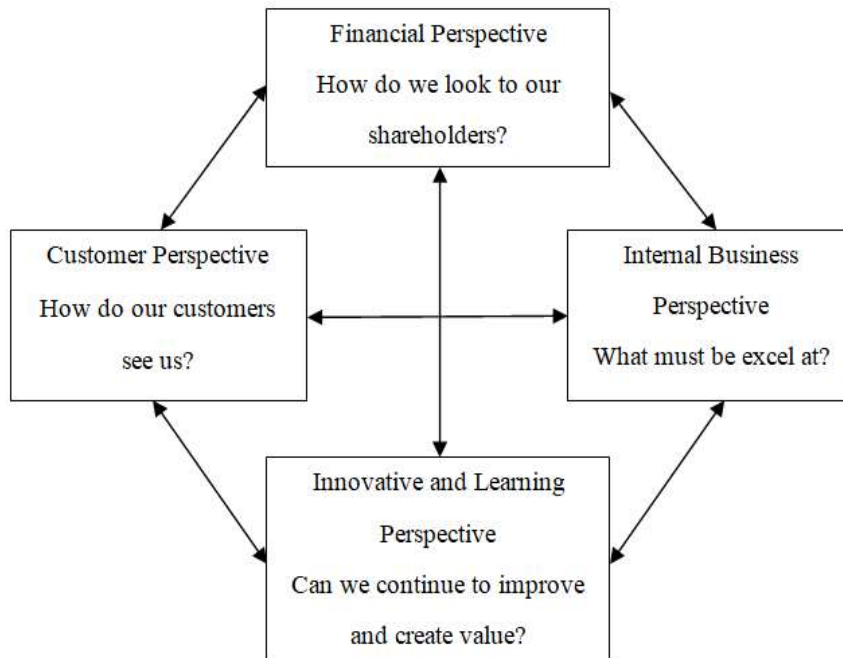 Financial Perspective
How do we look to our
shareholders?
Customer Perspective
How do our customers
see us?
Internal Business
Perspective
What must be excel at?
Innovative and Learning
Perspective
Can we continue to improve
and create value?